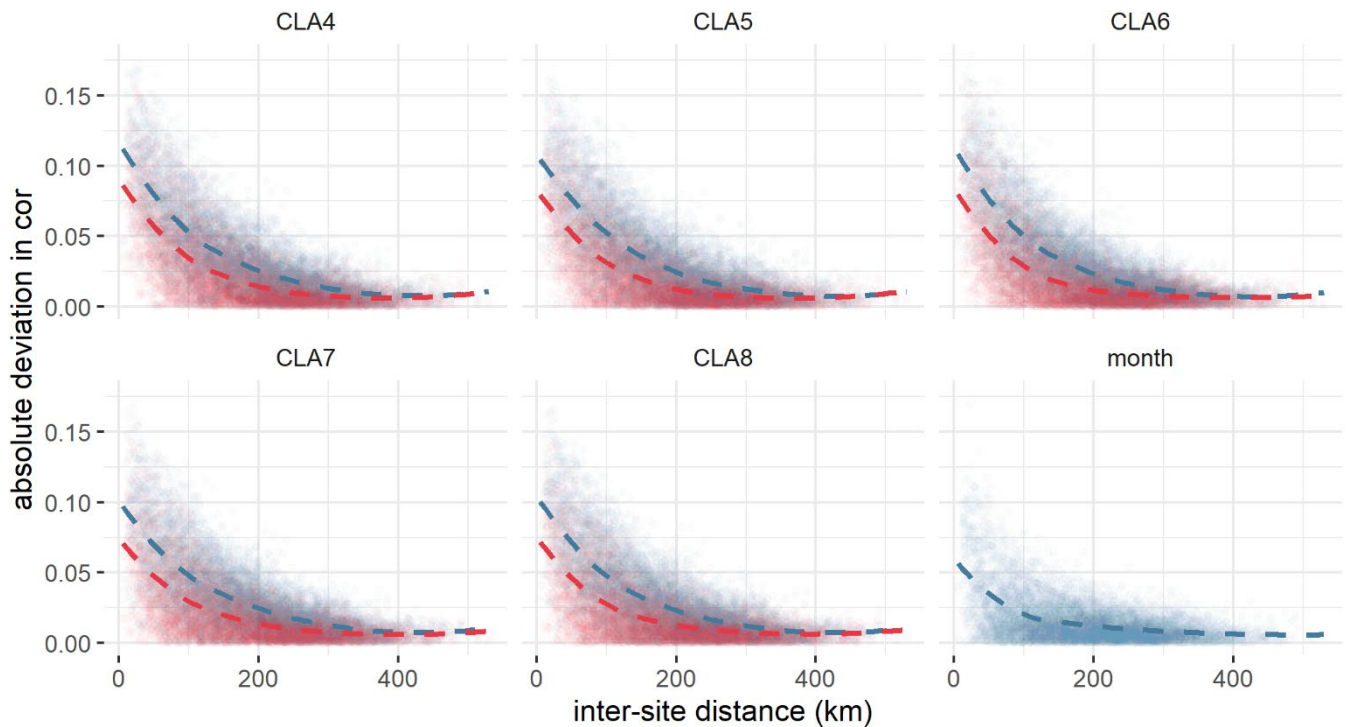 CLA4 CLA5 CLA6
0.15
0.10
0.05
0.00
CLA7 CLA8 month
0.15
0.10
0.05
0.00
0 200 400 0 200 400 0 200 400
absolute deviation in cor
inter-site distance (km)